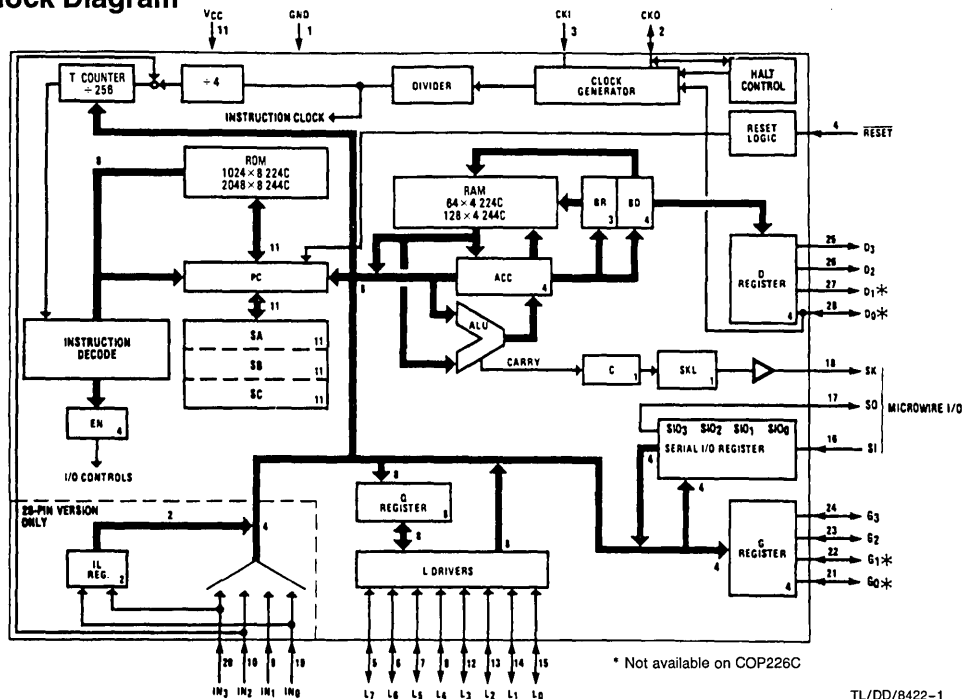 lock Diagram
VCC
11
GND
1
CKI
3
CKO
2
T COUNTER
÷256
÷4
DIVIDER
CLOCK
GENERATOR
HALT
CONTROL
INSTRUCTION CLOCK
RESET
LOGIC
4
RESET
8
ROM
1024×8 224C
2048×8 244C
RAM
64×4 224C
128×4 244C
BR
3
BD
4
11
PC
8
ACC
4
D
REGISTER
4
25
D3
26
D2
27
D1*
28
D0*
11
INSTRUCTION
DECODE
SA
11
SB
11
SC
11
ALU
CARRY
C
1
SKL
1
18
SK
17
SO
MICROWIRE I/O
16
SI
EN
4
I/O CONTROLS
SIO3 SIO2 SIO1 SIO0
SERIAL I/O REGISTER
4
4
28-PIN VERSION
ONLY
2
4
IL
REG.
2
8
Q
REGISTER
8
8
8
L DRIVERS
4
G
REGISTER
4
24
G3
23
G2
22
G1*
21
G0*
20
10
9
19
5
6
7
8
12
13
14
15
IN3 IN2 IN1 IN0
L7 L6 L5 L4 L3 L2 L1 L0
* Not available on COP226C
TL/DD/8422–1